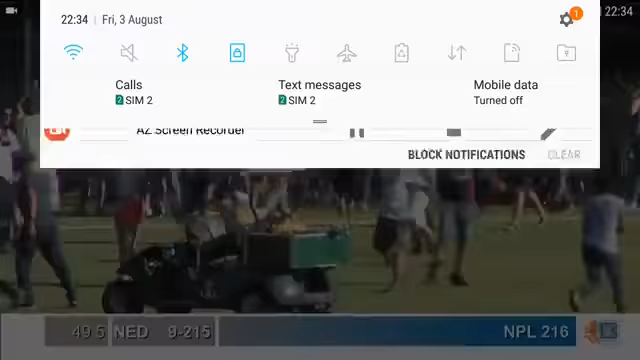 22:34 | Fri, 3 August
1
22:34
Calls
2 SIM 2
Text messages
2 SIM 2
Mobile data
Turned off
AZ Screen Recorder
BLOCK NOTIFICATIONS
CLEAR
49 5 NED 9-215
NPL 216